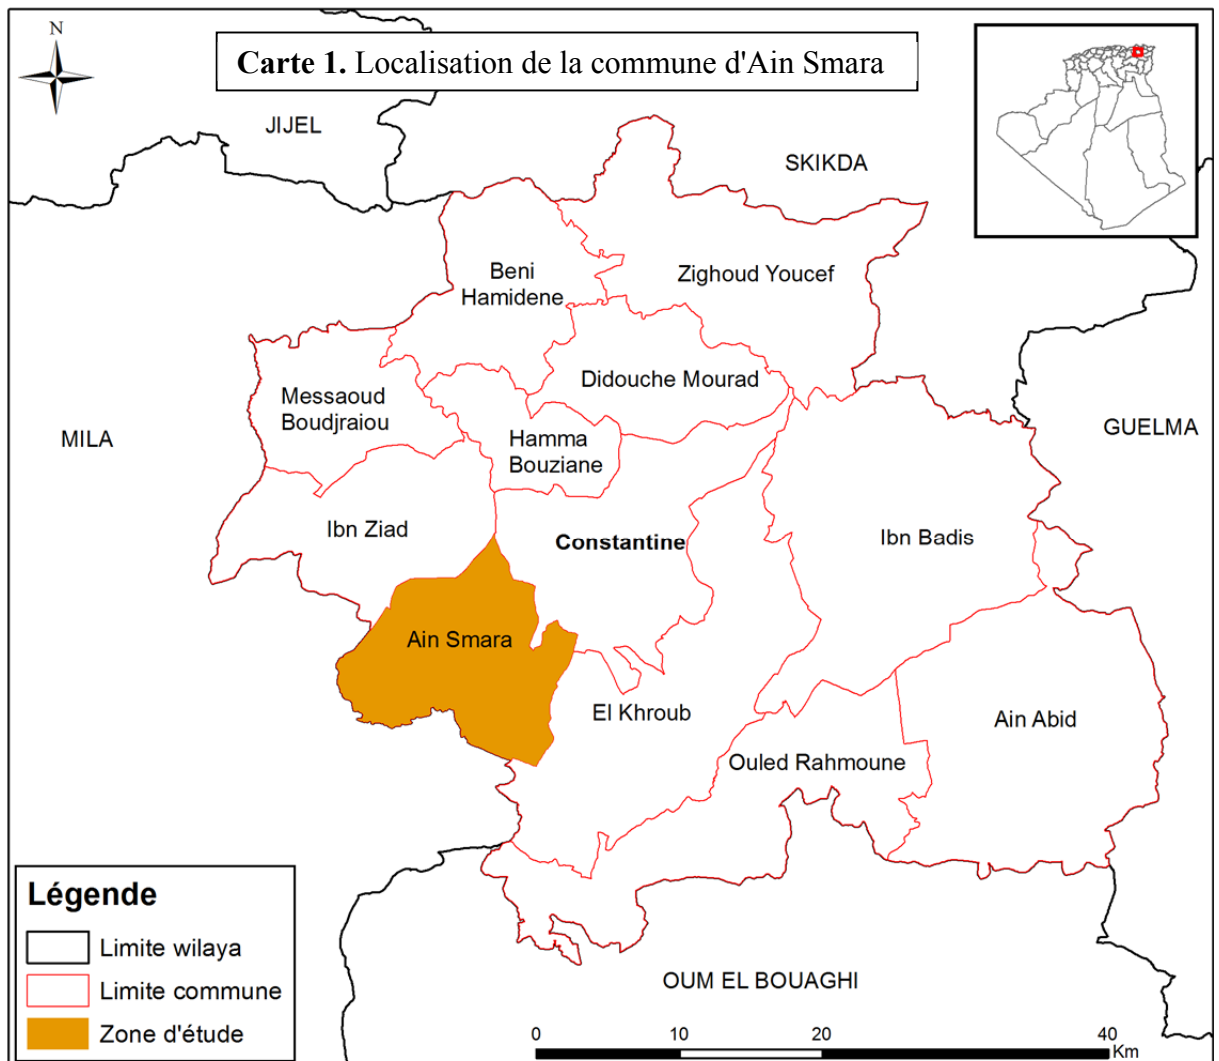 N
Carte 1. Localisation de la commune d'Ain Smara
JIJEL
SKIKDA
Beni
Hamidene
Zighoud Youcef
Didouche Mourad
Messaoud
Boudjraiou
MILA
GUELMA
Hamma
Bouziane
Ibn Ziad
Constantine
Ibn Badis
Ain Smara
El Khroub
Ain Abid
Ouled Rahmoune
Légende
Limite wilaya
Limite commune
Zone d'étude
OUM EL BOUAGHI
0 10 20 40
Km